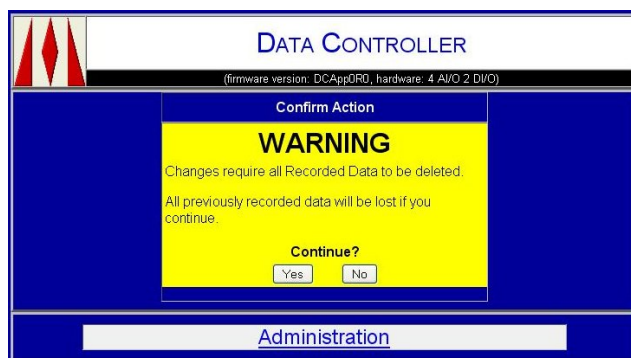 DATA CONTROLLER
(firmware version: DCApp0R0, hardware: 4 AI/O 2 DI/O)
Confirm Action
WARNING
Changes require all Recorded Data to be deleted.
All previously recorded data will be lost if you
continue.
Continue?
Yes No
Administration